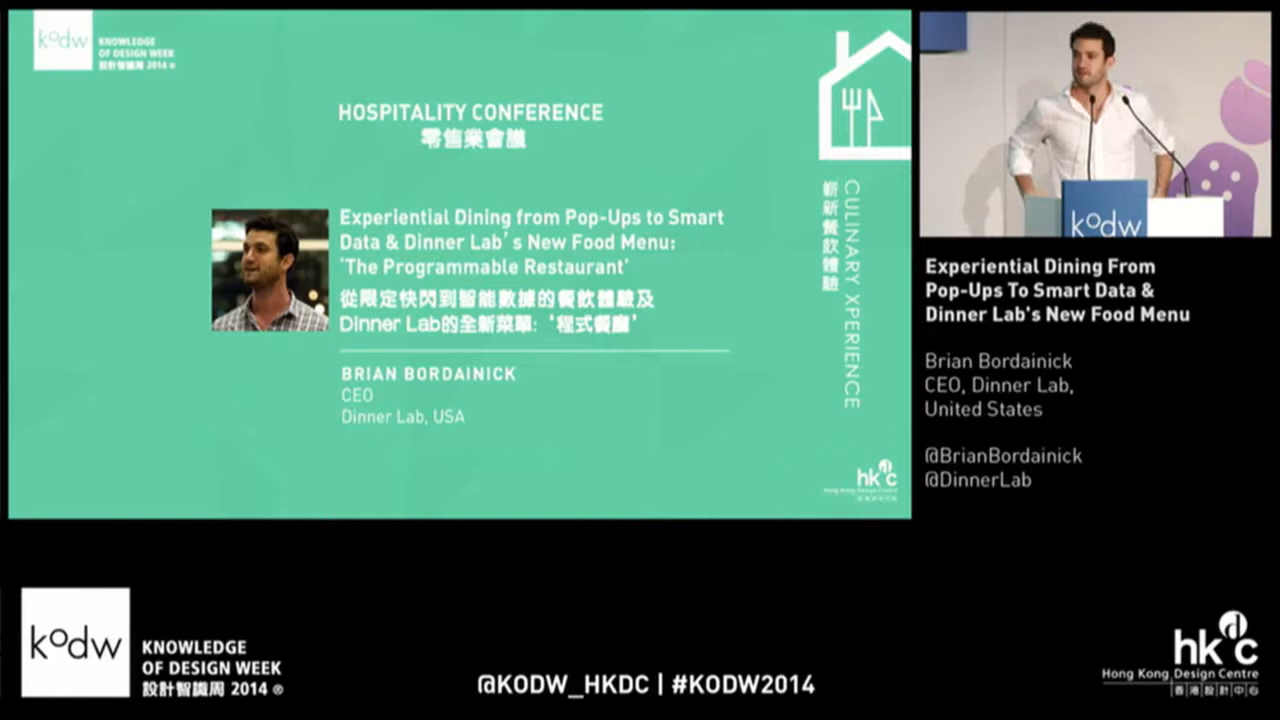 kodw
KNOWLEDGE
OF DESIGN WEEK
設計智識周 2014 ®
HOSPITALITY CONFERENCE
零售業會議
Experiential Dining from Pop-Ups to Smart
Data & Dinner Lab's New Food Menu:
'The Programmable Restaurant'
從限定快閃到智能數據的餐飲體驗及
Dinner Lab的全新菜單:‘程式餐廳’
BRIAN BORDAINICK
CEO
Dinner Lab, USA
CULINARY XPERIENCE
嶄新餐飲體驗
hkdc
Hong Kong Design Centre
kodw
Experiential Dining From
Pop-Ups To Smart Data &
Dinner Lab's New Food Menu
Brian Bordainick
CEO, Dinner Lab,
United States
@BrianBordainick
@DinnerLab
kodw
KNOWLEDGE
OF DESIGN WEEK
設計智識周 2014 ®
@KODW_HKDC | #KODW2014
hkdc
Hong Kong Design Centre
香港設計中心